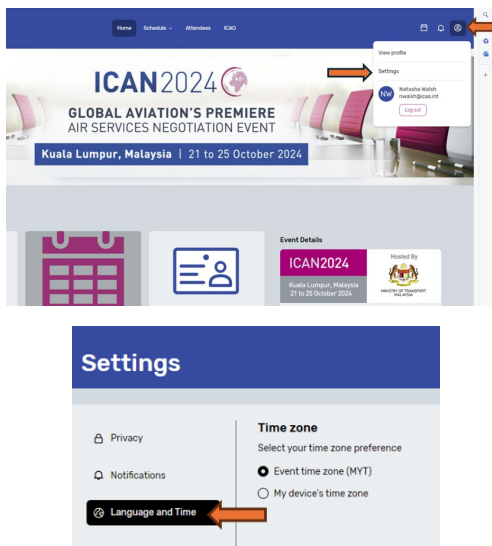 Home Schedule Attendees ICAO
View profile
Settings
NW
Natasha Walsh
nwalsh@icao.int
Log out
ICAN2024
GLOBAL AVIATION'S PREMIERE
AIR SERVICES NEGOTIATION EVENT
Kuala Lumpur, Malaysia | 21 to 25 October 2024
Event Details
ICAN2024
Kuala Lumpur, Malaysia
21 to 25 October 2024
Hosted By
MINISTRY OF TRANSPORT
MALAYSIA
Settings
Privacy
Notifications
Language and Time
Time zone
Select your time zone preference
Event time zone (MYT)
My device's time zone